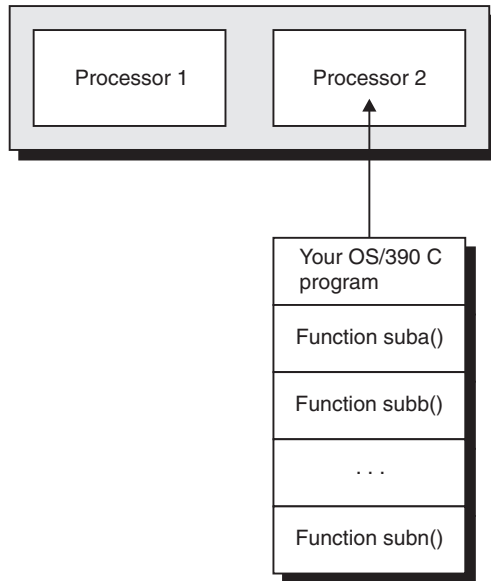 Processor 1
Processor 2
Your OS/390 C
program
Function suba()
Function subb()
. . .
Function subn()